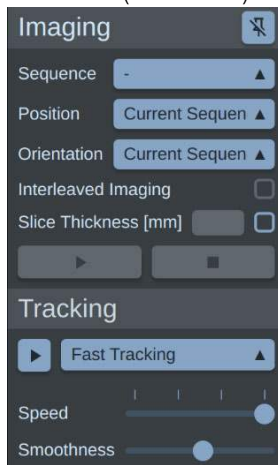 Imaging
Sequence -
Position Current Sequen
Orientation Current Sequen
Interleaved Imaging
Slice Thickness [mm]
Tracking
Fast Tracking
Speed
Smoothness